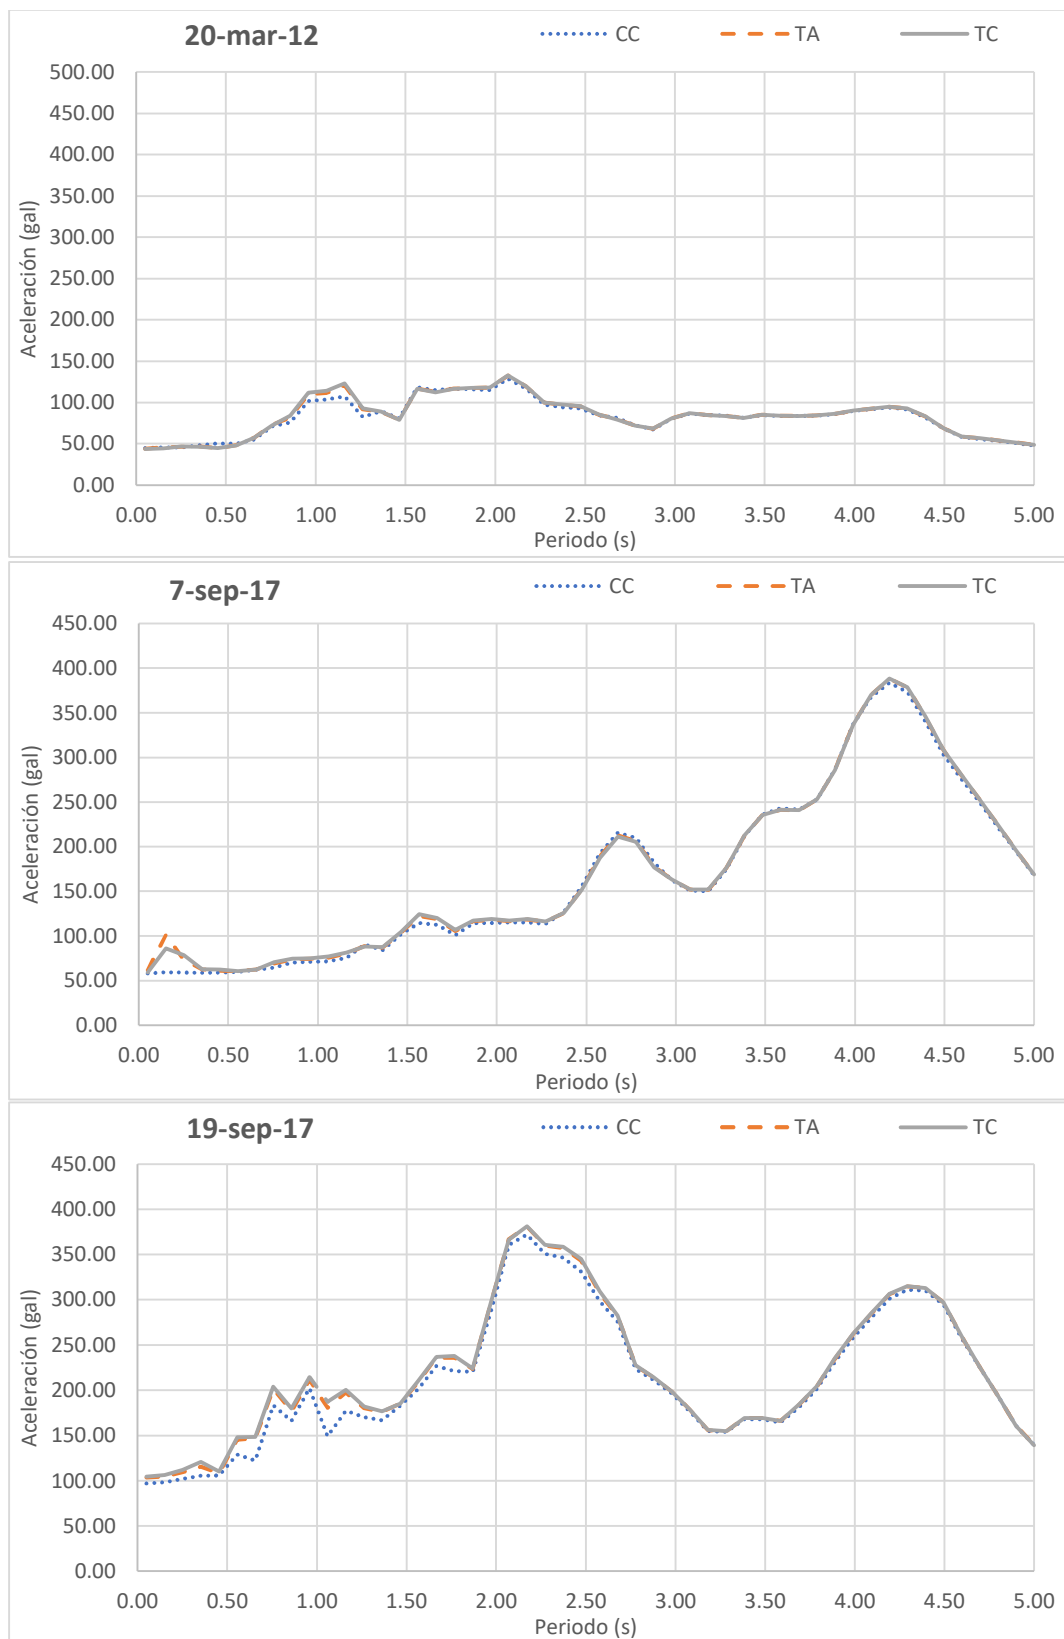 20-mar-12 CC TA TC
500.00
450.00
400.00
350.00
300.00
250.00
200.00
150.00
100.00
50.00
0.00
Aceleración (gal)
0.00 0.50 1.00 1.50 2.00 2.50 3.00 3.50 4.00 4.50 5.00
Periodo (s)
7-sep-17 CC TA TC
450.00
400.00
350.00
300.00
250.00
200.00
150.00
100.00
50.00
0.00
Aceleración (gal)
0.00 0.50 1.00 1.50 2.00 2.50 3.00 3.50 4.00 4.50 5.00
Periodo (s)
19-sep-17 CC TA TC
450.00
400.00
350.00
300.00
250.00
200.00
150.00
100.00
50.00
0.00
Aceleración (gal)
0.00 0.50 1.00 1.50 2.00 2.50 3.00 3.50 4.00 4.50 5.00
Periodo (s)